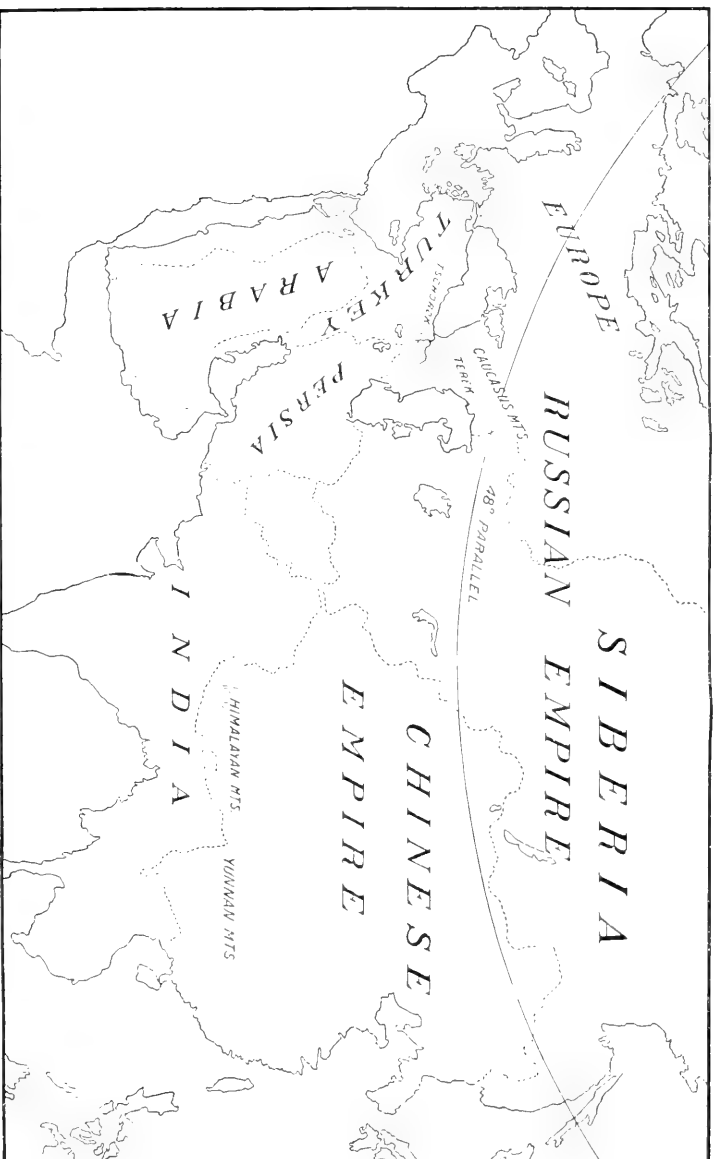 EUROPE
SIBERIA
RUSSIAN EMPIRE
CAUCASUS MTS.
TEREK
48° PARALLEL
TSCHOROK
TURKEY
ARABIA
PERSIA
CHINESE
EMPIRE
HIMALAYAN MTS.
YUNNAN MTS
INDIA